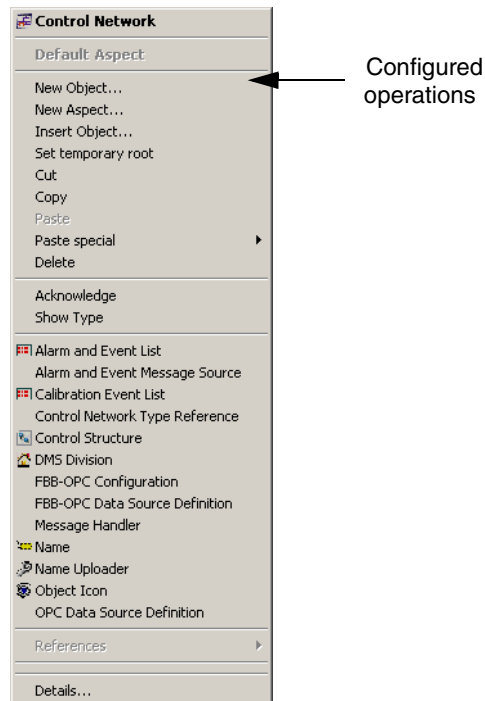 Control Network
Default Aspect
Configured
operations
New Object...
New Aspect...
Insert Object...
Set temporary root
Cut
Copy
Paste
Paste special
Delete
Acknowledge
Show Type
Alarm and Event List
Alarm and Event Message Source
Calibration Event List
Control Network Type Reference
Control Structure
DMS Division
FBB-OPC Configuration
FBB-OPC Data Source Definition
Message Handler
Name
Name Uploader
Object Icon
OPC Data Source Definition
References
Details...